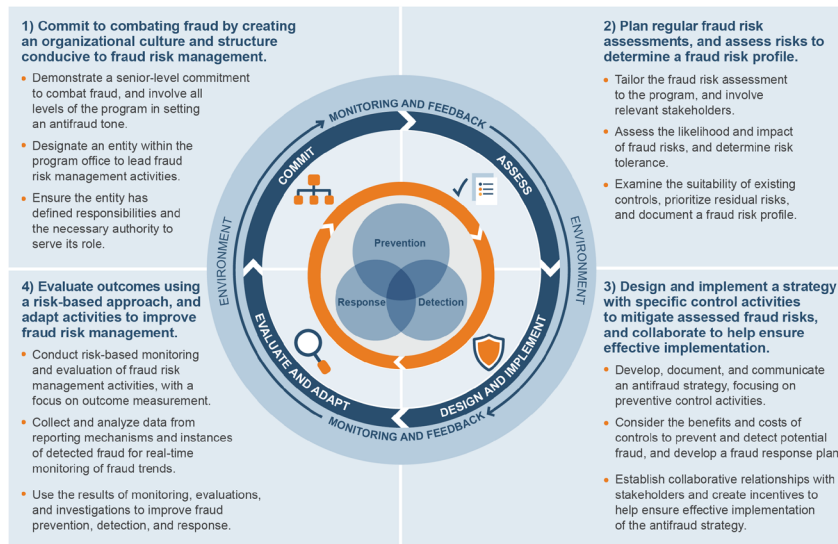 1) Commit to combating fraud by creating
an organizational culture and structure
conducive to fraud risk management.
• Demonstrate a senior-level commitment
to combat fraud, and involve all
levels of the program in setting
an antifraud tone.
• Designate an entity within the
program office to lead fraud
risk management activities.
• Ensure the entity has
defined responsibilities and
the necessary authority to
serve its role.
2) Plan regular fraud risk
assessments, and assess risks to
determine a fraud risk profile.
• Tailor the fraud risk assessment
to the program, and involve
relevant stakeholders.
• Assess the likelihood and impact
of fraud risks, and determine risk
tolerance.
• Examine the suitability of existing
controls, prioritize residual risks,
and document a fraud risk profile.
MONITORING AND FEEDBACK
COMMIT
ASSESS
ENVIRONMENT
ENVIRONMENT
Prevention
Response
Detection
EVALUATE AND ADAPT
DESIGN AND IMPLEMENT
MONITORING AND FEEDBACK
4) Evaluate outcomes using
a risk-based approach, and
adapt activities to improve
fraud risk management.
• Conduct risk-based monitoring
and evaluation of fraud risk
management activities, with a
focus on outcome measurement.
• Collect and analyze data from
reporting mechanisms and instances
of detected fraud for real-time
monitoring of fraud trends.
• Use the results of monitoring, evaluations,
and investigations to improve fraud
prevention, detection, and response.
3) Design and implement a strategy
with specific control activities
to mitigate assessed fraud risks,
and collaborate to help ensure
effective implementation.
• Develop, document, and communicate
an antifraud strategy, focusing on
preventive control activities.
• Consider the benefits and costs of
controls to prevent and detect potential
fraud, and develop a fraud response plan
• Establish collaborative relationships with
stakeholders and create incentives to
help ensure effective implementation
of the antifraud strategy.